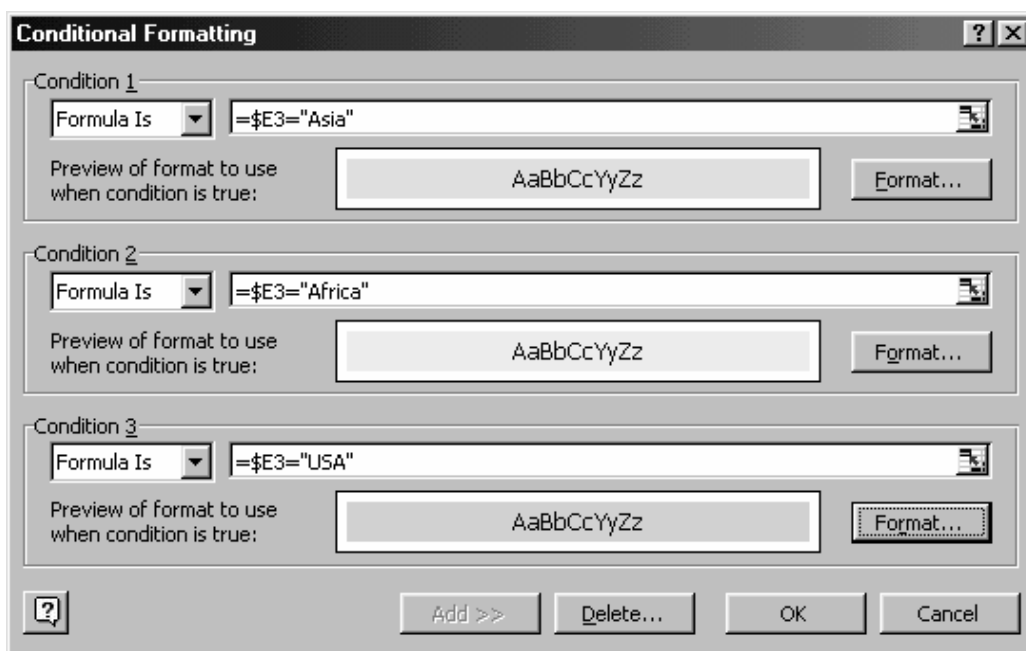 Conditional Formatting
Condition 1
Formula Is =$E3="Asia"
Preview of format to use
when condition is true:
AaBbCcYyZz
Format...
Condition 2
Formula Is =$E3="Africa"
Preview of format to use
when condition is true:
AaBbCcYyZz
Format...
Condition 3
Formula Is =$E3="USA"
Preview of format to use
when condition is true:
AaBbCcYyZz
Format...
Add >> Delete... OK Cancel